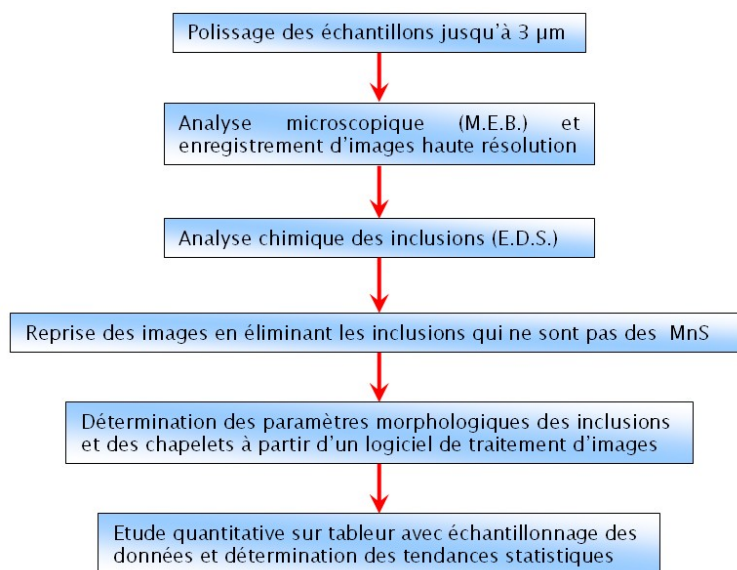 Polissage des échantillons jusqu'à 3 µm
Analyse microscopique (M.E.B.) et
enregistrement d'images haute résolution
Analyse chimique des inclusions (E.D.S.)
Reprise des images en éliminant les inclusions qui ne sont pas des MnS
Détermination des paramètres morphologiques des inclusions
et des chapelets à partir d'un logiciel de traitement d'images
Etude quantitative sur tableur avec échantillonnage des
données et détermination des tendances statistiques